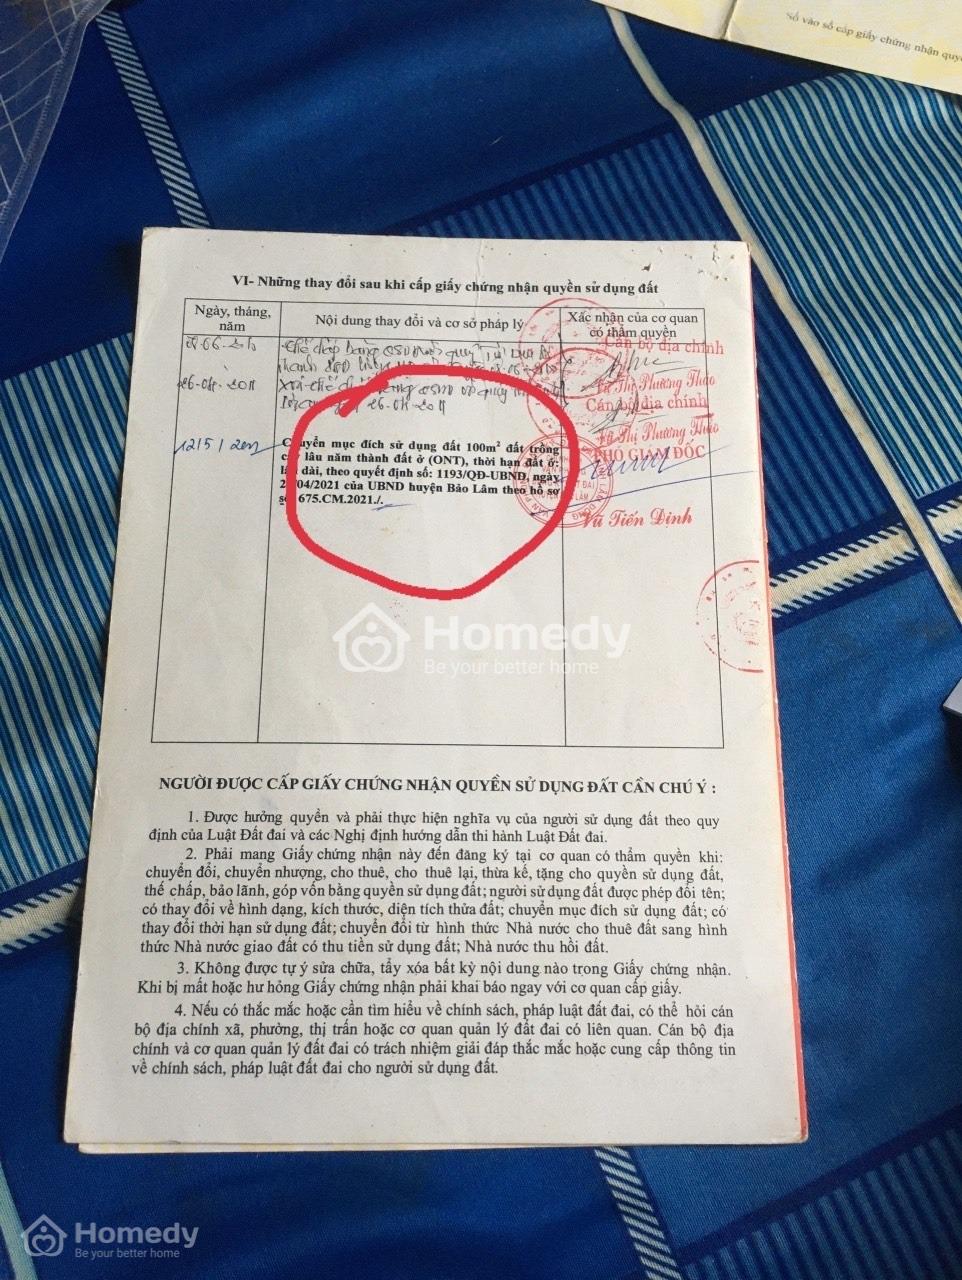 Số vào sổ cấp giấy chứng nhận quyề
VI- Những thay đổi sau khi cấp giấy chứng nhận quyền sử dụng đất
Ngày, tháng, năm
Nội dung thay đổi và cơ sở pháp lý
Xác nhận của cơ quan có thẩm quyền
Cán bộ địa chính
26-04-2011
26-04-2011
Thị Phương Thảo
Cán bộ địa chính
Thị Phương Thảo
PHÓ GIÁM ĐỐC
12/5/2021
Chuyển mục đích sử dụng đất 100m² đất trồng
lâu năm thành đất ở (ONT), thời hạn đất ở:
dài, theo quyết định số: 1193/QĐ-UBND, ngày
/04/2021 của UBND huyện Bảo Lâm theo hồ sơ
675.CM.2021./.
Vũ Tiến Định
Homedy
Be your better home
NGƯỜI ĐƯỢC CẤP GIẤY CHỨNG NHẬN QUYỀN SỬ DỤNG ĐẤT CẦN CHÚ Ý :
1. Được hưởng quyền và phải thực hiện nghĩa vụ của người sử dụng đất theo quy
định của Luật Đất đai và các Nghị định hướng dẫn thi hành Luật Đất đai.
2. Phải mang Giấy chứng nhận này đến đăng ký tại cơ quan có thẩm quyền khi:
chuyển đổi, chuyển nhượng, cho thuê, cho thuê lại, thừa kế, tặng cho quyền sử dụng đất,
thế chấp, bảo lãnh, góp vốn bằng quyền sử dụng đất; người sử dụng đất được phép đổi tên;
có thay đổi về hình dạng, kích thước, diện tích thửa đất; chuyển mục đích sử dụng đất; có
thay đổi thời hạn sử dụng đất; chuyển đổi từ hình thức Nhà nước cho thuê đất sang hình
thức Nhà nước giao đất có thu tiền sử dụng đất; Nhà nước thu hồi đất.
3. Không được tự ý sửa chữa, tẩy xóa bất kỳ nội dung nào trong Giấy chứng nhận.
Khi bị mất hoặc hư hỏng Giấy chứng nhận phải khai báo ngay với cơ quan cấp giấy.
4. Nếu có thắc mắc hoặc cần tìm hiểu về chính sách, pháp luật đất đai, có thể hỏi cán
bộ địa chính xã, phường, thị trấn hoặc cơ quan quản lý đất đai có liên quan. Cán bộ địa
chính và cơ quan quản lý đất đai có trách nhiệm giải đáp thắc mắc hoặc cung cấp thông tin
về chính sách, pháp luật đất đai cho người sử dụng đất.
Homedy
Be your better home